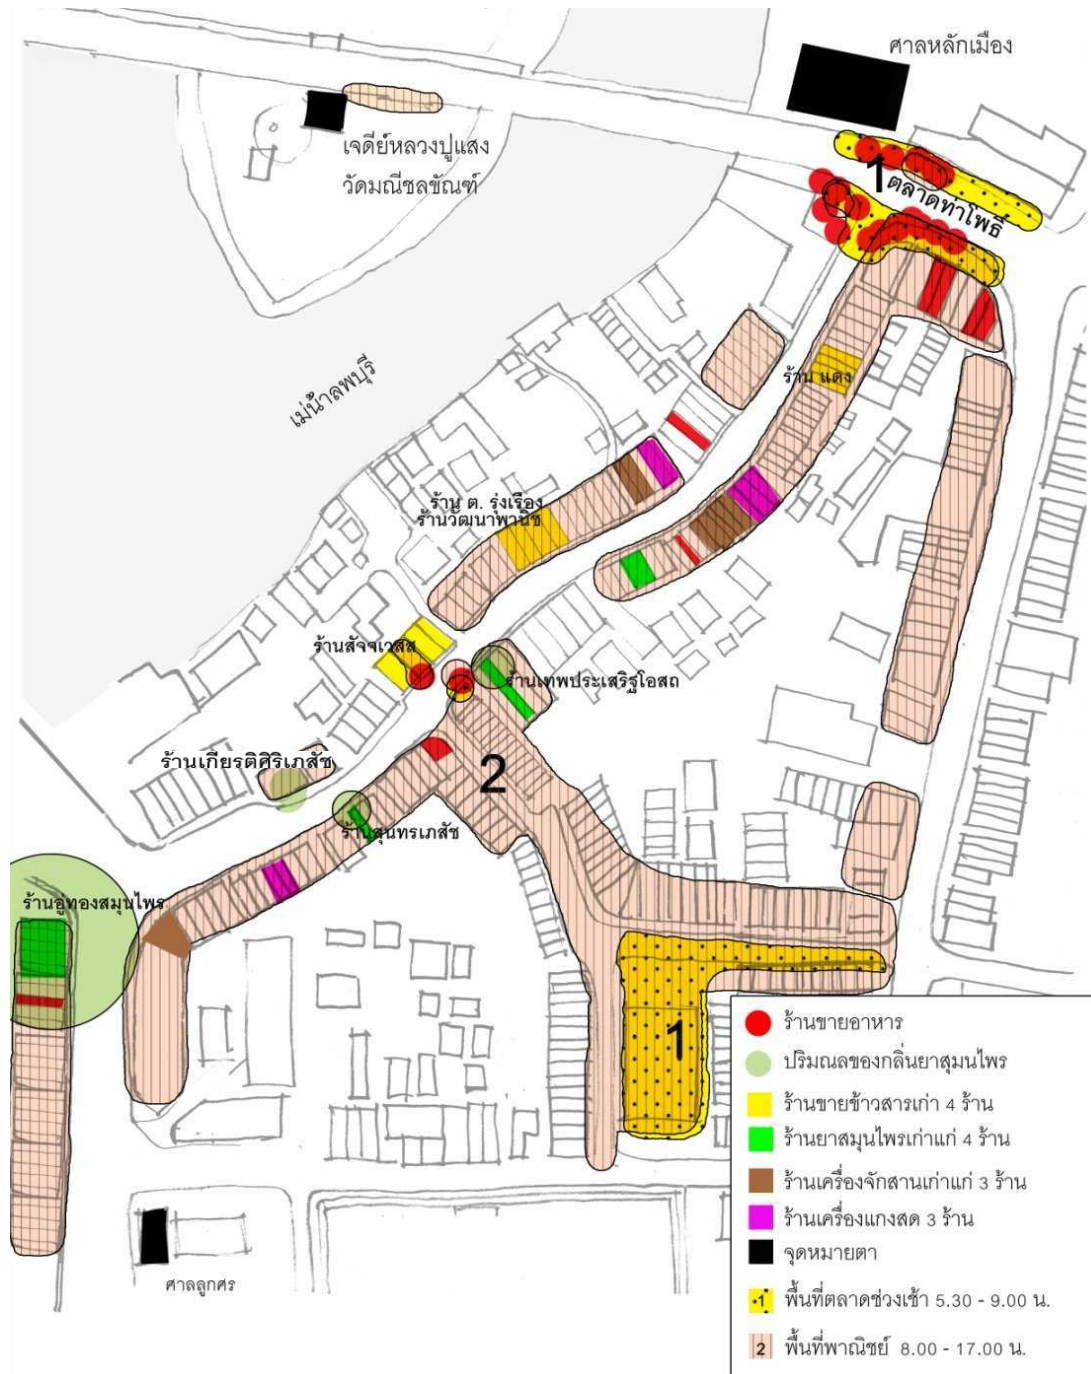 ศาลหลักเมือง
เจดีย์หลวงปู่แสง
วัดมณีชลขัณฑ์
1
ตลาดท่าโพธิ์
แม่น้ำลพบุรี
ร้าน แดง
ร้าน ต. รุ่งเรือง
ร้านวัฒนาพานิช
ร้านสัจจเวสส
ร้านเทพประเสริฐโอสถ
ร้านเกียรติศิริเภสัช
2
ร้านสุนทรเภสัช
ร้านอู่ทองสมุนไพร
1
ศาลลูกศร
ร้านขายอาหาร
ปริมณลของกลิ่นยาสุมนไพร
ร้านขายข้าวสารเก่า 4 ร้าน
ร้านยาสมุนไพรเก่าแก่ 4 ร้าน
ร้านเครื่องจักสานเก่าแก่ 3 ร้าน
ร้านเครื่องแกงสด 3 ร้าน
จุดหมายตา
1 พื้นที่ตลาดช่วงเช้า 5.30 - 9.00 น.
2 พื้นที่พาณิชย์ 8.00 - 17.00 น.